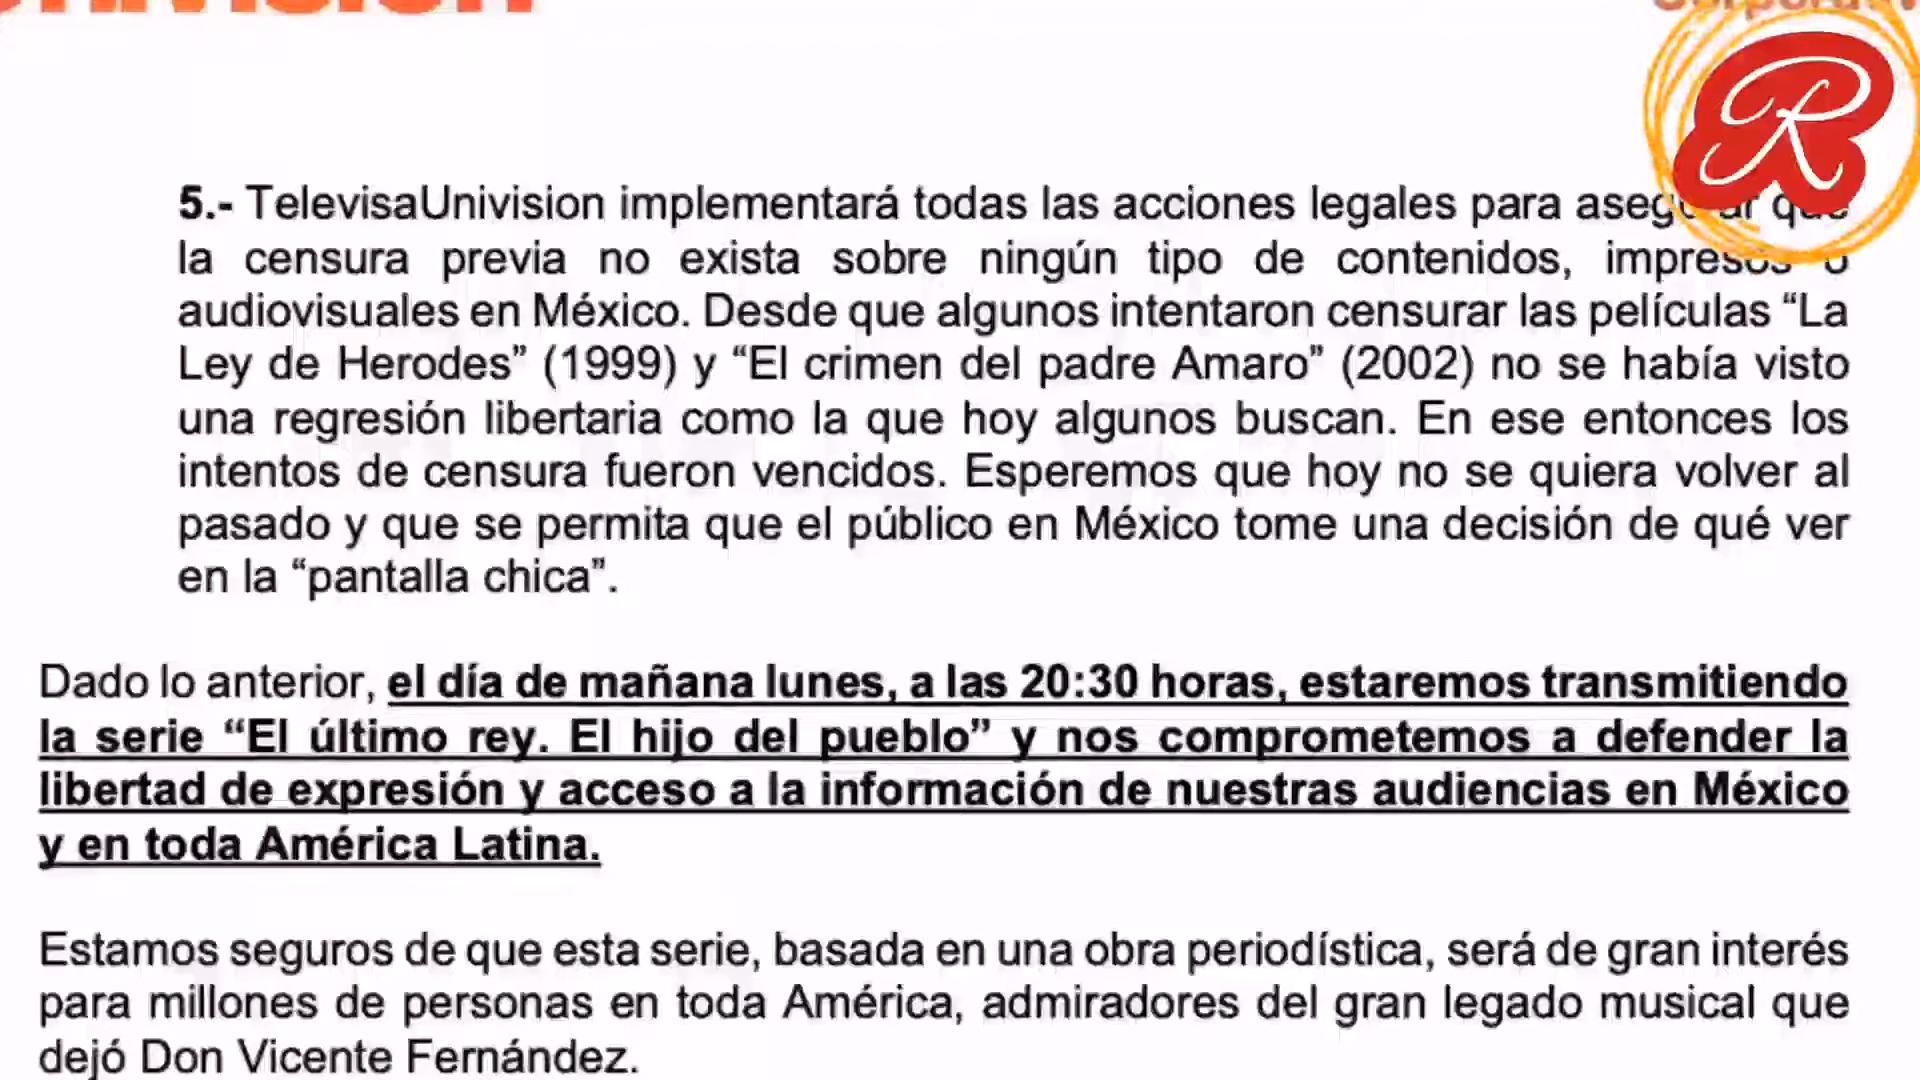 5.- TelevisaUnivision implementará todas las acciones legales para asegurar que
la censura previa no exista sobre ningún tipo de contenidos, impresos o
audiovisuales en México. Desde que algunos intentaron censurar las películas “La
Ley de Herodes” (1999) y “El crimen del padre Amaro” (2002) no se había visto
una regresión libertaria como la que hoy algunos buscan. En ese entonces los
intentos de censura fueron vencidos. Esperemos que hoy no se quiera volver al
pasado y que se permita que el público en México tome una decisión de qué ver
en la “pantalla chica”.
Dado lo anterior, el día de mañana lunes, a las 20:30 horas, estaremos transmitiendo
la serie “El último rey. El hijo del pueblo” y nos comprometemos a defender la
libertad de expresión y acceso a la información de nuestras audiencias en México
y en toda América Latina.
Estamos seguros de que esta serie, basada en una obra periodística, será de gran interés
para millones de personas en toda América, admiradores del gran legado musical que
dejó Don Vicente Fernández.
R